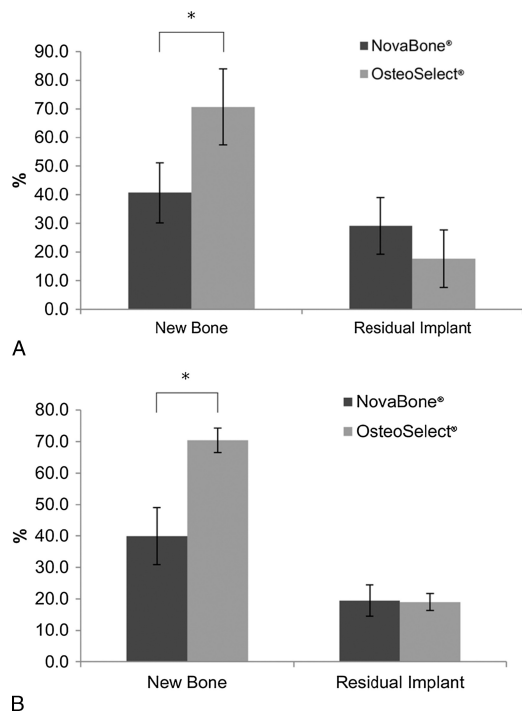 *
90.0
80.0
70.0
60.0
50.0
40.0
30.0
20.0
10.0
0.0
%
NovaBone®
OsteoSelect®
New Bone
Residual Implant
A
*
80.0
70.0
60.0
50.0
40.0
30.0
20.0
10.0
0.0
%
NovaBone®
OsteoSelect®
New Bone
Residual Implant
B